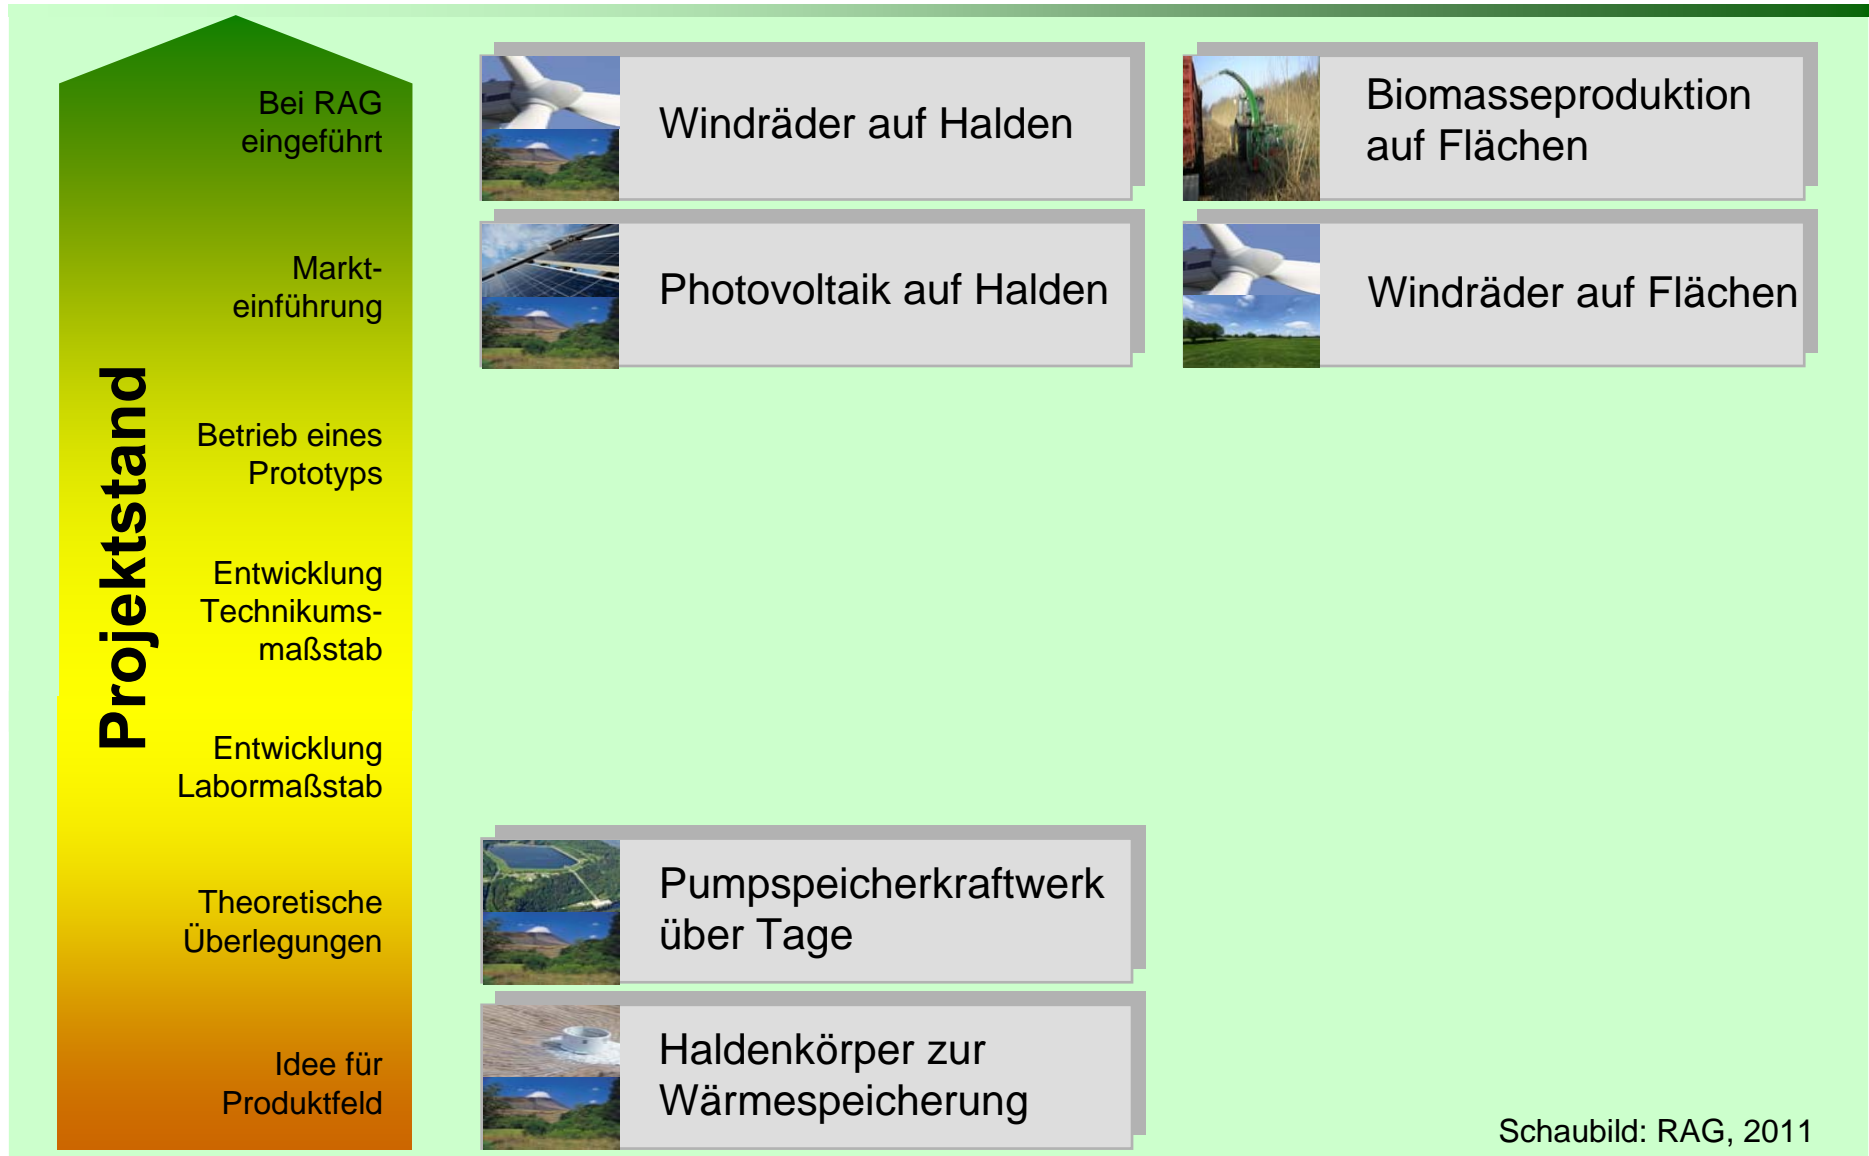 Projektstand
Bei RAG
eingeführt
Markt-
einführung
Betrieb eines
Prototyps
Entwicklung
Technikums-
maßstab
Entwicklung
Labormaßstab
Theoretische
Überlegungen
Idee für
Produktfeld
Windräder auf Halden
Biomasseproduktion
auf Flächen
Photovoltaik auf Halden
Windräder auf Flächen
Pumpspeicherkraftwerk
über Tage
Haldenkörper zur
Wärmespeicherung
Schaubild: RAG, 2011